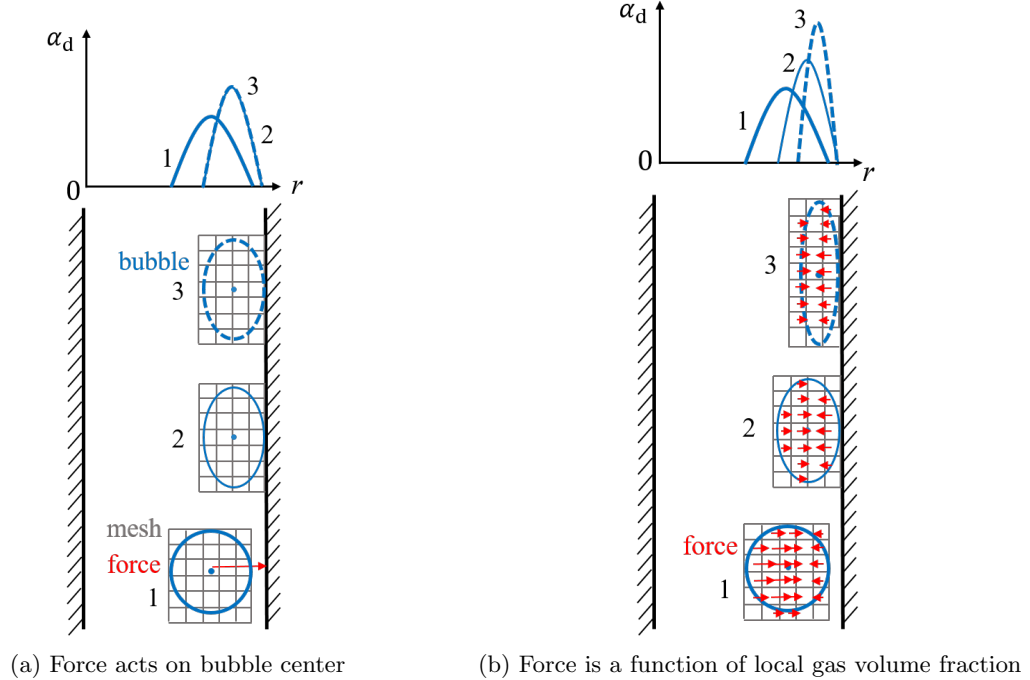 α_d
3
1
2
0
r
bubble
3
2
mesh
force
1
(a) Force acts on bubble center
α_d
3
2
1
0
r
3
2
force
1
(b) Force is a function of local gas volume fraction